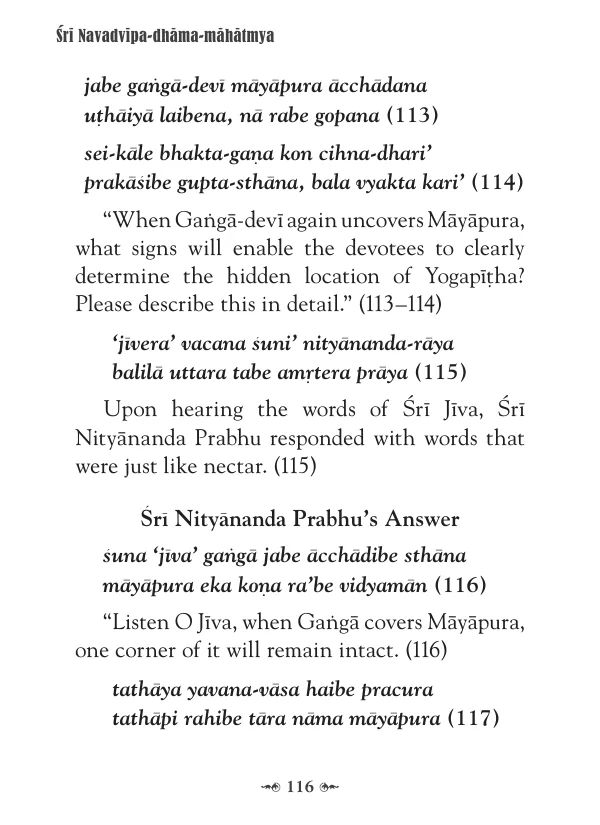 Śrī Navadvīpa-dhāma-māhātmya
jabe gaṅgā-devī māyāpura ācchādana
uṭhāiyā laibena, nā rabe gopana (113)
sei-kāle bhakta-gaṇa kon cihna-dhari’
prakāśibe gupta-sthāna, bala vyakta kari’ (114)
“When Gaṅgā-devī again uncovers Māyāpura,
what signs will enable the devotees to clearly
determine the hidden location of Yogapīṭha?
Please describe this in detail.” (113–114)
‘jīvera’ vacana śuni’ nityānanda-rāya
balilā uttara tabe amṛtera prāya (115)
Upon hearing the words of Śrī Jīva, Śrī
Nityānanda Prabhu responded with words that
were just like nectar. (115)
Śrī Nityānanda Prabhu’s Answer
śuna ‘jīva’ gaṅgā jabe ācchādibe sthāna
māyāpura eka koṇa ra’be vidyamān (116)
“Listen O Jīva, when Gaṅgā covers Māyāpura,
one corner of it will remain intact. (116)
tathāya yavana-vāsa haibe pracura
tathāpi rahibe tāra nāma māyāpura (117)
116